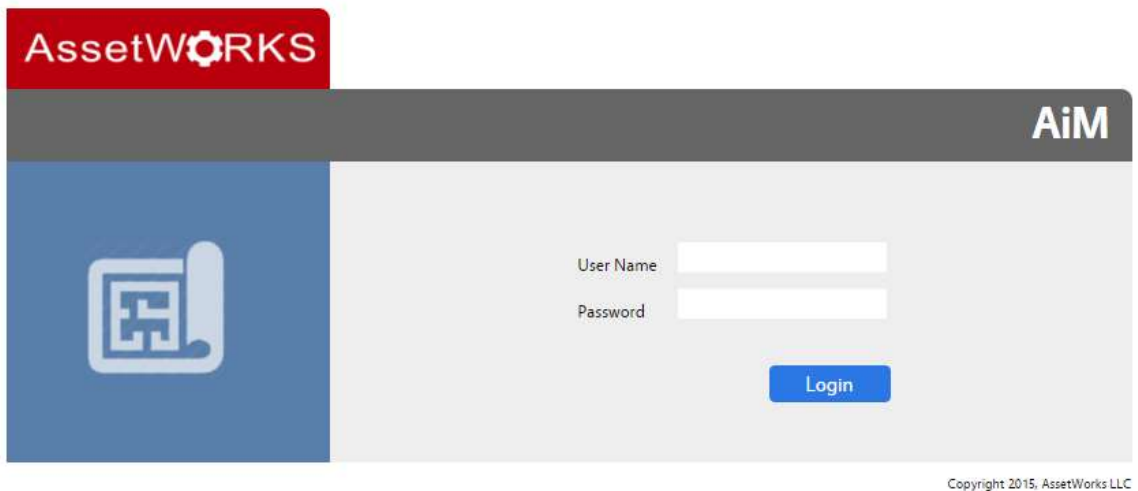 AssetWORKS
AiM
User Name
Password
Login
Copyright 2015, AssetWorks LLC